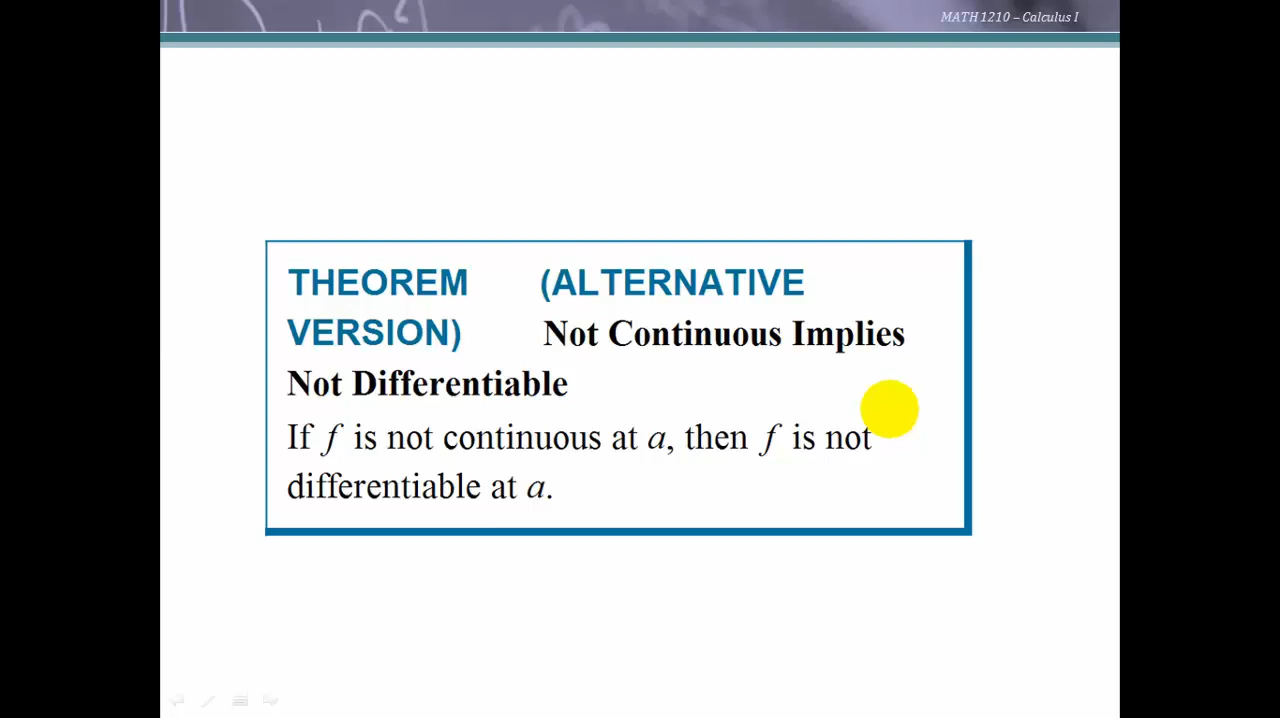 MATH 1210 – Calculus I
THEOREM (ALTERNATIVE
VERSION) Not Continuous Implies
Not Differentiable
If f is not continuous at a, then f is not
differentiable at a.